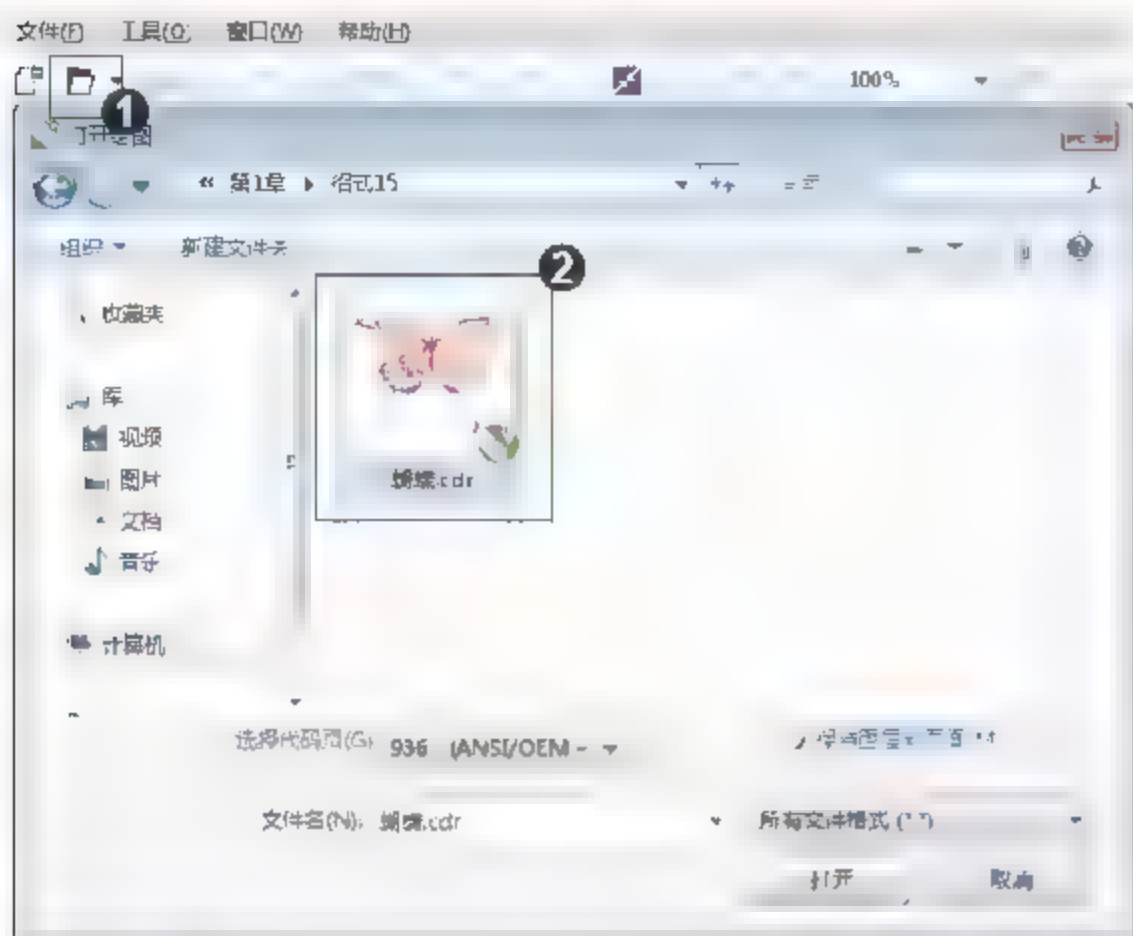 文件(F) 工具(O) 窗口(W) 帮助(H)
100%
1
打开绘图
« 第1章 ▸ 招式15
组织 新建文件夹
2
收藏夹
库
视频
图片
蝴蝶.cdr
文档
音乐
计算机
选择代码页(G) 936 (ANSI/OEM -
文件名(N): 蝴蝶.cdr 所有文件格式 (*.*)
打开 取消